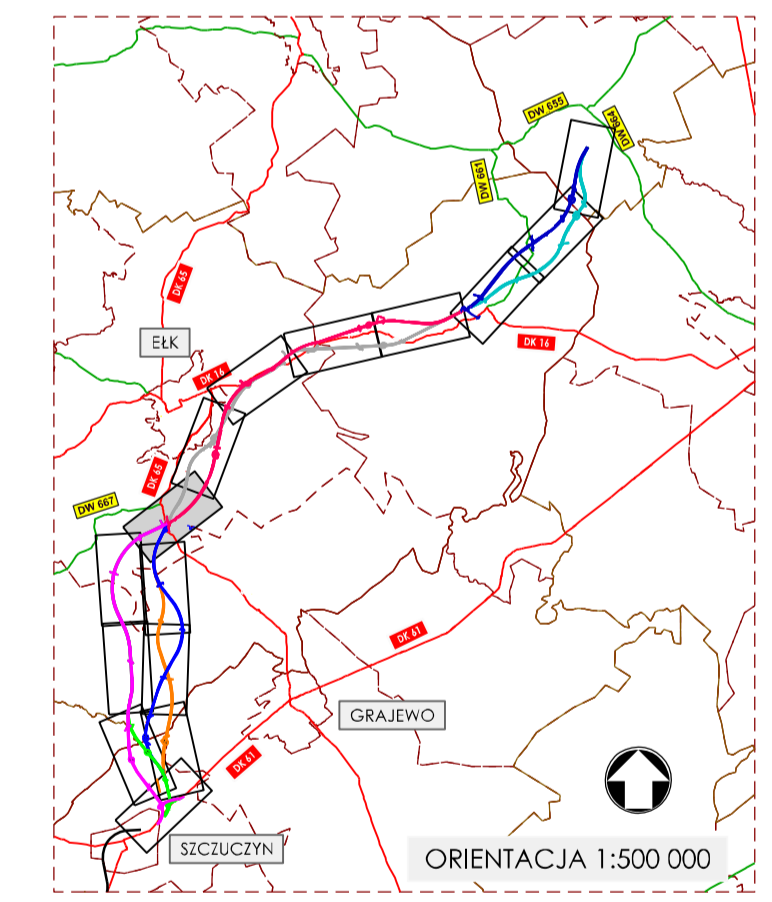 DW 655
DW 664
DW 661
DK 65
EŁK
DK 16
DK 16
DK 65
DW 667
DK 61
GRAJEWO
DK 61
SZCZUCZYN
ORIENTACJA 1:500 000